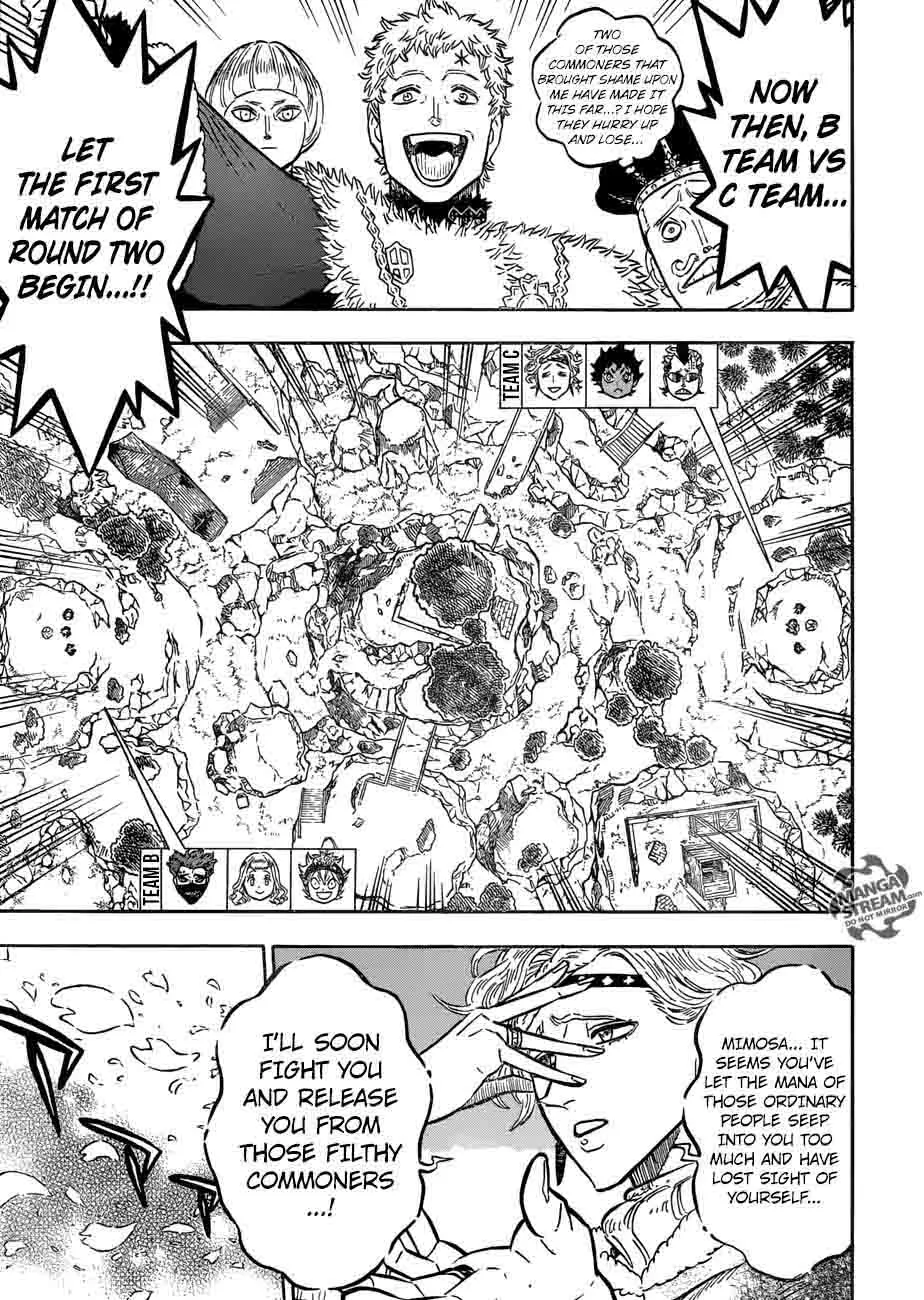 NOW
THEN, B
TEAM VS
C TEAM...
TWO
OF THOSE
COMMONERS THAT
BROUGHT SHAME UPON
ME HAVE MADE IT
THIS FAR...? I HOPE
THEY HURRY UP
AND LOSE...
LET
THE FIRST
MATCH OF
ROUND TWO
BEGIN...!!
TEAM C
TEAM B
MANGA
STREAM.com
DO NOT MIRROR
MIMOSA... IT
SEEMS YOU'VE
LET THE MANA OF
THOSE ORDINARY
PEOPLE SEEP
INTO YOU TOO
MUCH AND HAVE
LOST SIGHT OF
YOURSELF...
I'LL SOON
FIGHT YOU
AND RELEASE
YOU FROM
THOSE FILTHY
COMMONERS
...!